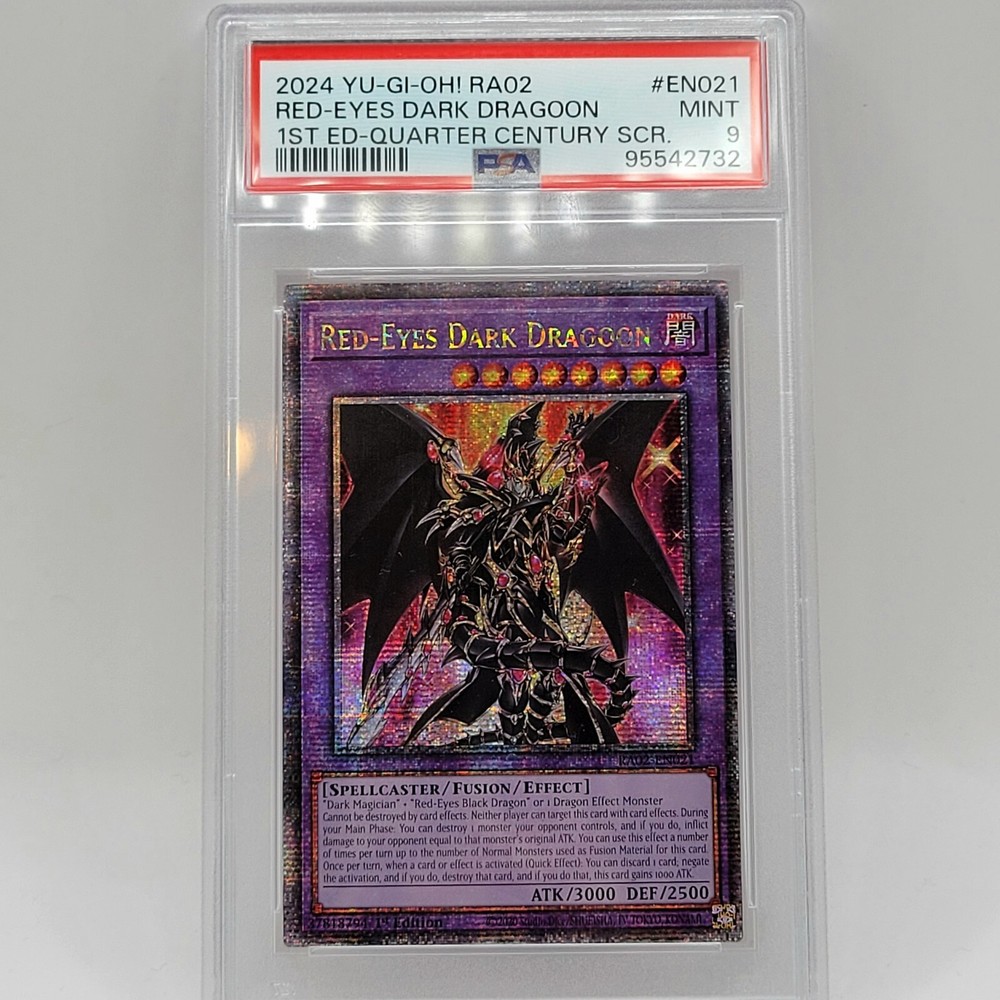 2024 YU-GI-OH! RA02 #EN021
RED-EYES DARK DRAGOON MINT
1ST ED-QUARTER CENTURY SCR. 9
PSA 95542732
RED-EYES DARK DRAGOON
DARK
闇
RA02-EN021
[SPELLCASTER/FUSION/EFFECT]
"Dark Magician" + "Red-Eyes Black Dragon" or 1 Dragon Effect Monster
Cannot be destroyed by card effects. Neither player can target this card with card effects. During
your Main Phase: You can destroy 1 monster your opponent controls, and if you do, inflict
damage to your opponent equal to that monster's original ATK. You can use this effect a number
of times per turn up to the number of Normal Monsters used as Fusion Material for this card.
Once per turn, when a card or effect is activated (Quick Effect): You can discard 1 card; negate
the activation, and if you do, destroy that card, and if you do that, this card gains 1000 ATK.
ATK/3000 DEF/2500
1st Edition